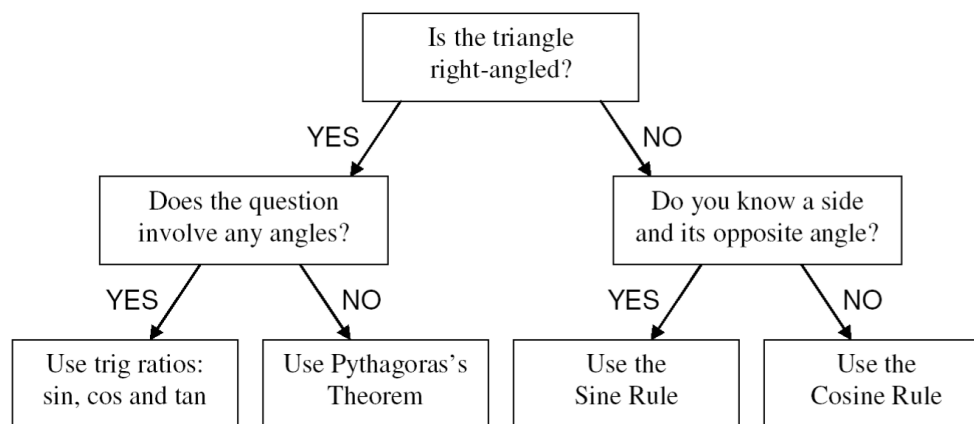 Is the triangle
right-angled?
YES
NO
Does the question
involve any angles?
Do you know a side
and its opposite angle?
YES
NO
YES
NO
Use trig ratios:
sin, cos and tan
Use Pythagoras's
Theorem
Use the
Sine Rule
Use the
Cosine Rule